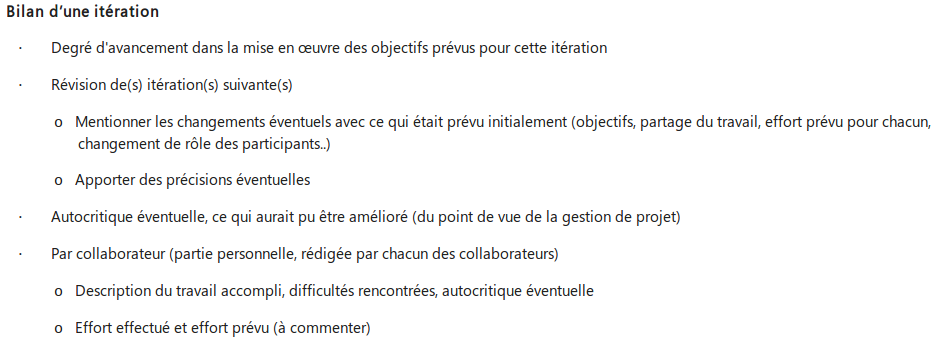 Bilan d’une itération
· Degré d'avancement dans la mise en œuvre des objectifs prévus pour cette itération
· Révision de(s) itération(s) suivante(s)
o Mentionner les changements éventuels avec ce qui était prévu initialement (objectifs, partage du travail, effort prévu pour chacun,
changement de rôle des participants..)
o Apporter des précisions éventuelles
· Autocritique éventuelle, ce qui aurait pu être amélioré (du point de vue de la gestion de projet)
· Par collaborateur (partie personnelle, rédigée par chacun des collaborateurs)
o Description du travail accompli, difficultés rencontrées, autocritique éventuelle
o Effort effectué et effort prévu (à commenter)